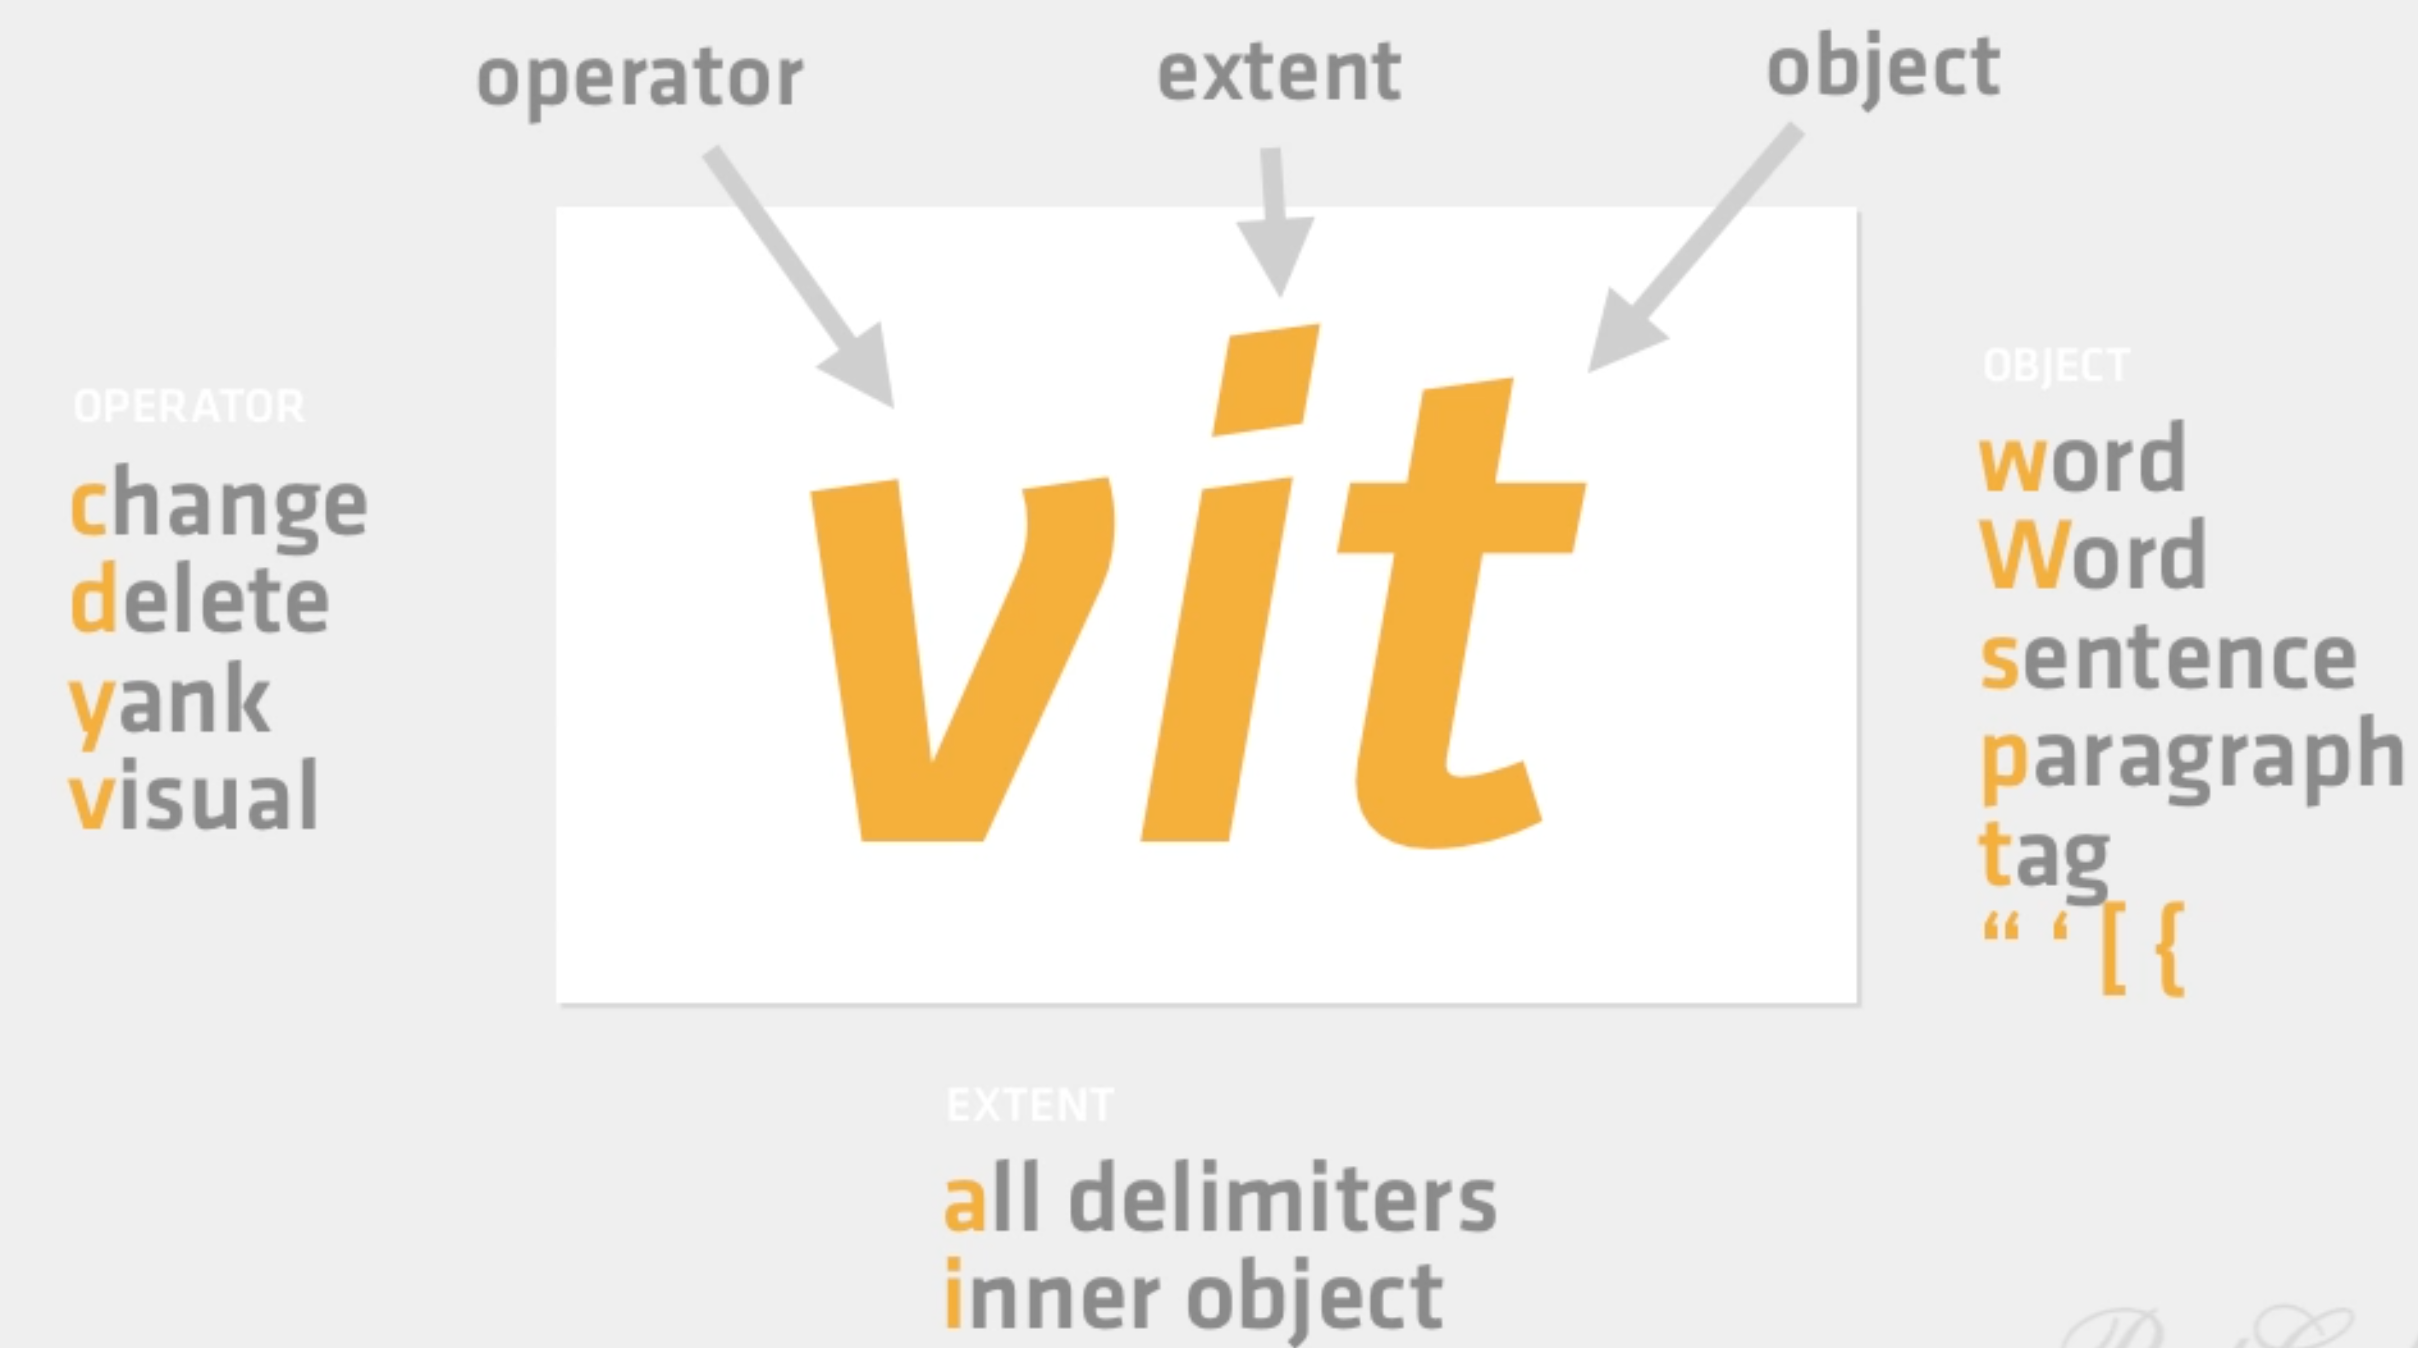 operator
extent
object
vit
OPERATOR
change
delete
yank
visual
OBJECT
word
Word
sentence
paragraph
tag
“ ‘ [ {
EXTENT
all delimiters
inner object